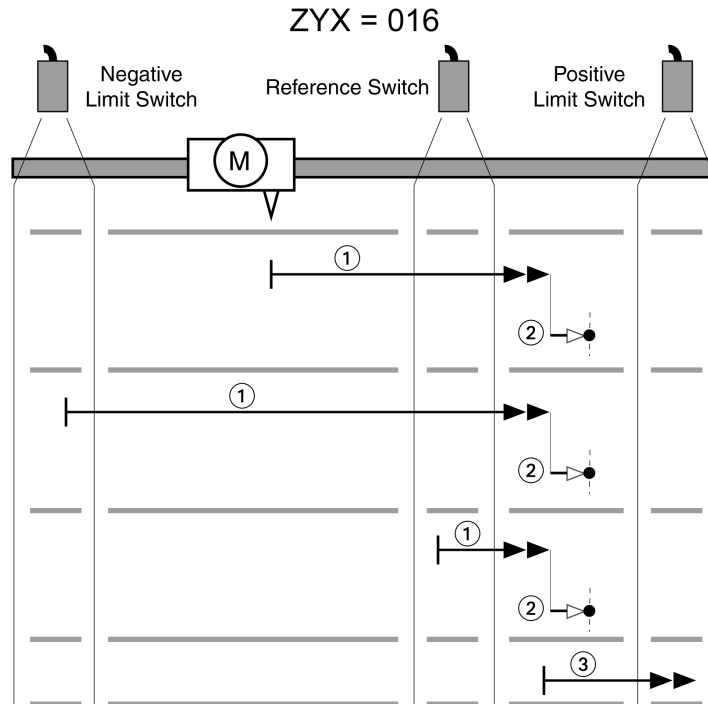 ZYX = 016
Negative
Limit Switch
Reference Switch
Positive
Limit Switch
M
1
2
1
2
1
2
3